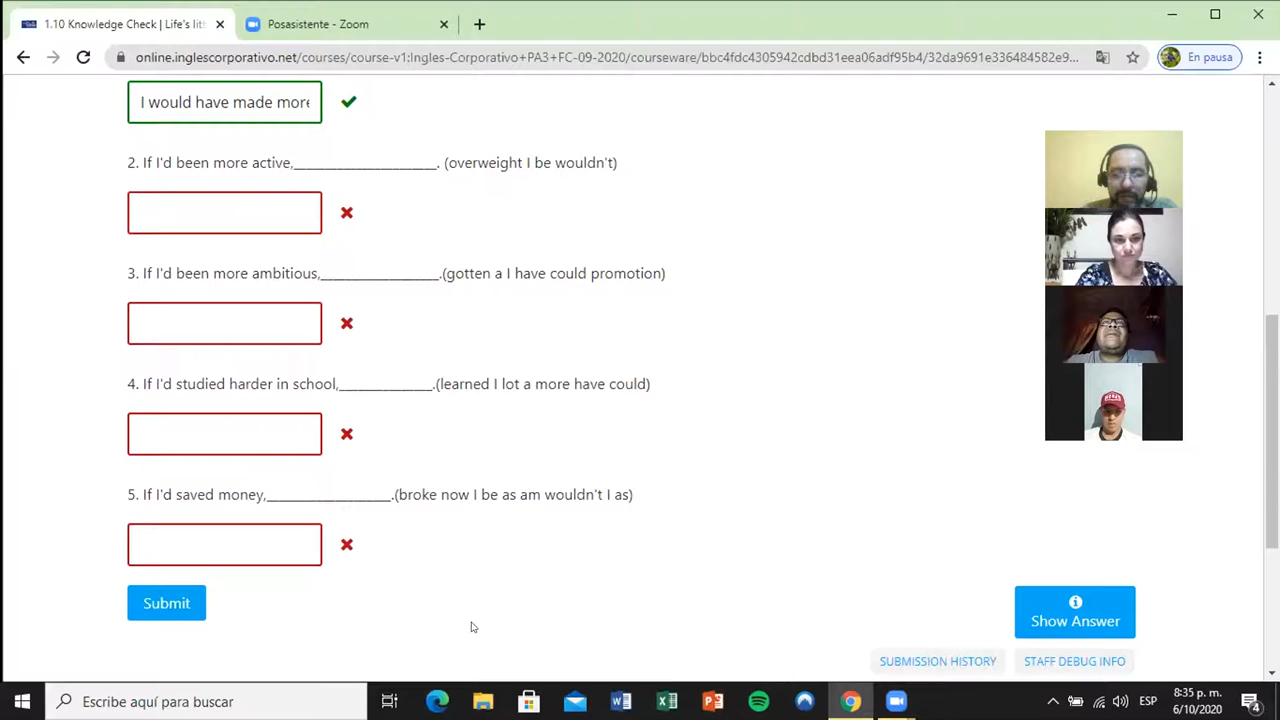 1.10 Knowledge Check | Life's litt
Posasistente - Zoom
online.inglescorporativo.net/courses/course-v1:Ingles-Corporativo+PA3+FC-09-2020/courseware/bbc4fdc4305942cdbd31eea06adf95b4/32da9691e336484582e9...
En pausa
I would have made more
2. If I'd been more active,____________________. (overweight I be wouldn't)
3. If I'd been more ambitious,_________________.(gotten a I have could promotion)
4. If I'd studied harder in school,_____________.(learned I lot a more have could)
5. If I'd saved money,_________________.(broke now I be as am wouldn't I as)
Submit
Show Answer
SUBMISSION HISTORY
STAFF DEBUG INFO
Escribe aquí para buscar
ESP
8:35 p. m.
6/10/2020
4